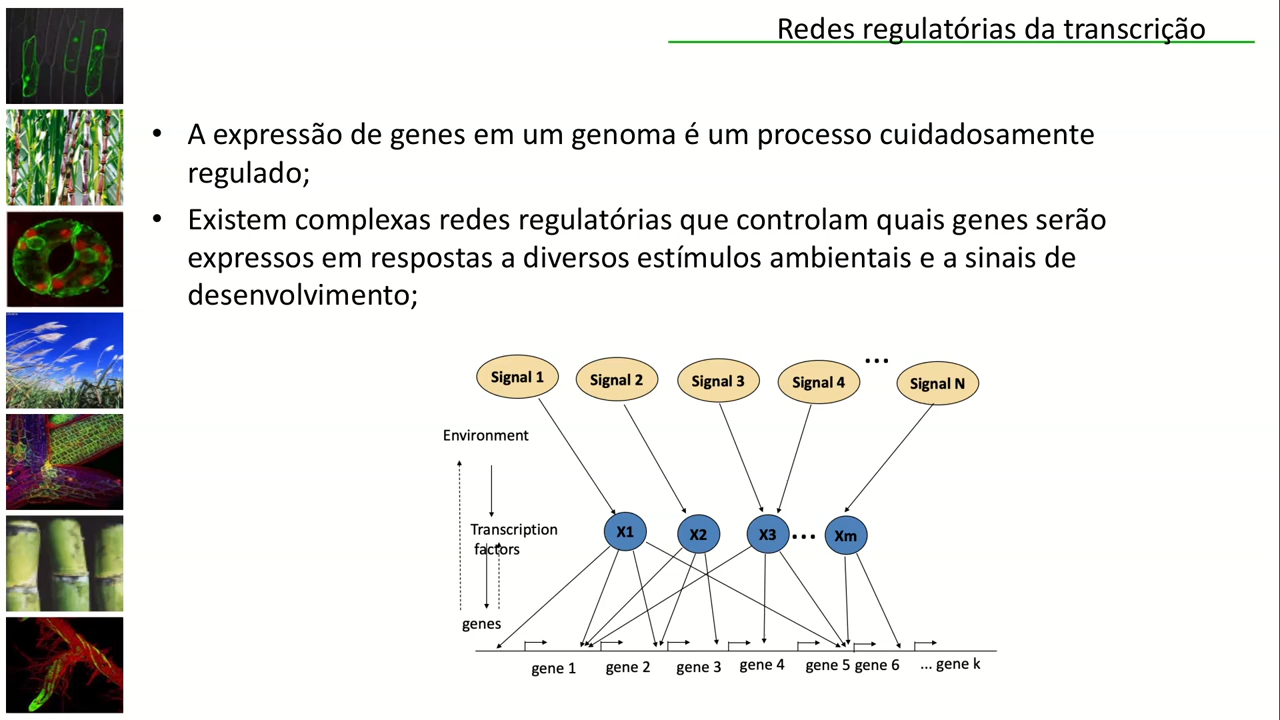 Redes regulatórias da transcrição
• A expressão de genes em um genoma é um processo cuidadosamente
regulado;
• Existem complexas redes regulatórias que controlam quais genes serão
expressos em respostas a diversos estímulos ambientais e a sinais de
desenvolvimento;
Signal 1 Signal 2 Signal 3 Signal 4 ... Signal N
Environment
Transcription
factors
X1 X2 X3 ... Xm
genes
gene 1 gene 2 gene 3 gene 4 gene 5 gene 6 ... gene k